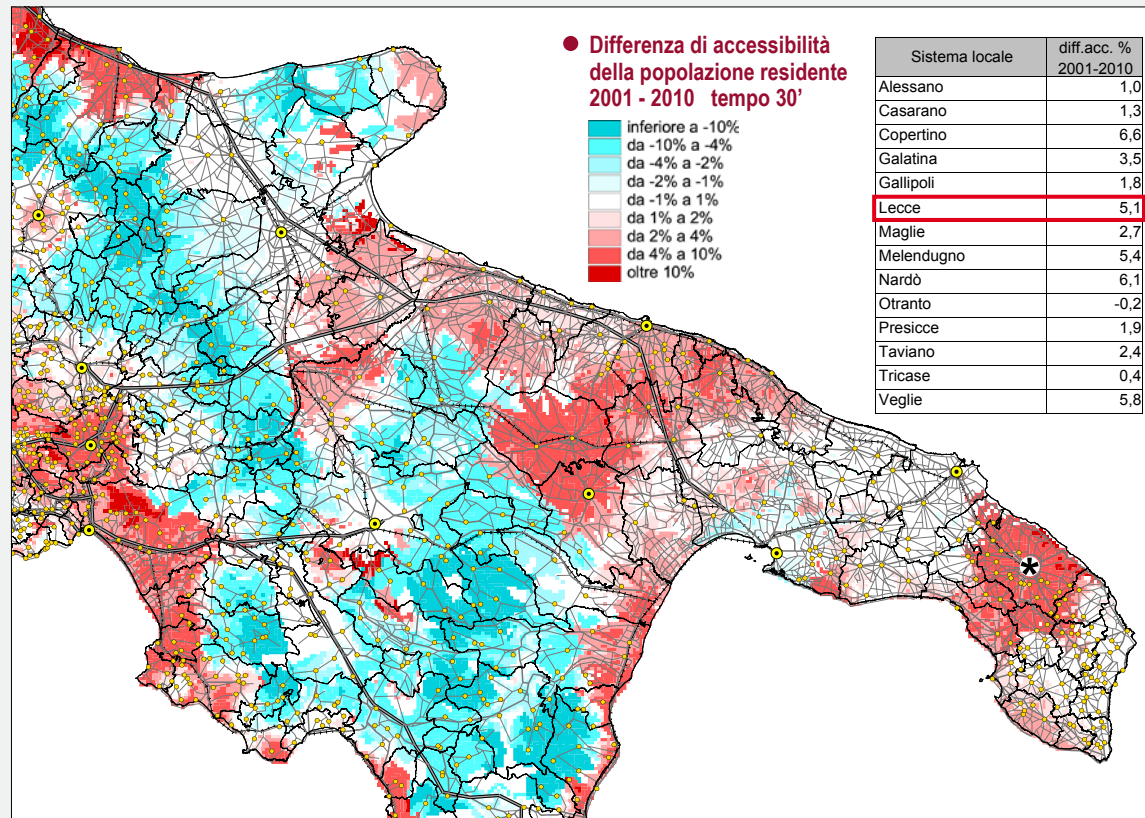 ● Differenza di accessibilità
della popolazione residente
2001 - 2010 tempo 30'
inferiore a -10%
da -10% a -4%
da -4% a -2%
da -2% a -1%
da -1% a 1%
da 1% a 2%
da 2% a 4%
da 4% a 10%
oltre 10%
Sistema locale diff.acc. % 2001-2010
Alessano 1,0
Casarano 1,3
Copertino 6,6
Galatina 3,5
Gallipoli 1,8
Lecce 5,1
Maglie 2,7
Melendugno 5,4
Nardò 6,1
Otranto -0,2
Presicce 1,9
Taviano 2,4
Tricase 0,4
Veglie 5,8
*